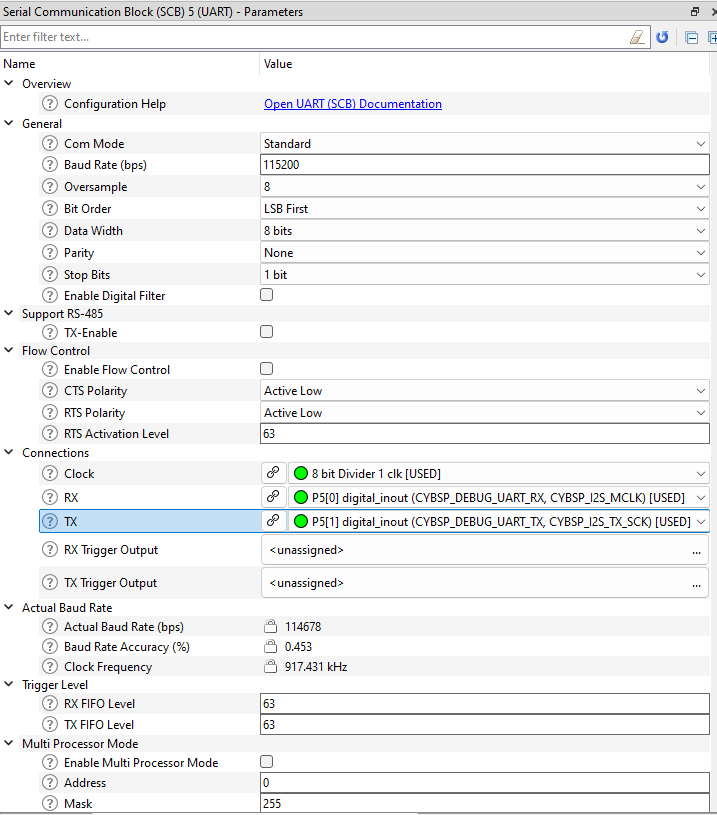 Serial Communication Block (SCB) 5 (UART) - Parameters
Enter filter text...
Name Value
Overview
Configuration Help Open UART (SCB) Documentation
General
Com Mode Standard
Baud Rate (bps) 115200
Oversample 8
Bit Order LSB First
Data Width 8 bits
Parity None
Stop Bits 1 bit
Enable Digital Filter
Support RS-485
TX-Enable
Flow Control
Enable Flow Control
CTS Polarity Active Low
RTS Polarity Active Low
RTS Activation Level 63
Connections
Clock 8 bit Divider 1 clk [USED]
RX P5[0] digital_inout (CYBSP_DEBUG_UART_RX, CYBSP_I2S_MCLK) [USED]
TX P5[1] digital_inout (CYBSP_DEBUG_UART_TX, CYBSP_I2S_TX_SCK) [USED]
RX Trigger Output <unassigned> ...
TX Trigger Output <unassigned> ...
Actual Baud Rate
Actual Baud Rate (bps) 114678
Baud Rate Accuracy (%) 0.453
Clock Frequency 917.431 kHz
Trigger Level
RX FIFO Level 63
TX FIFO Level 63
Multi Processor Mode
Enable Multi Processor Mode
Address 0
Mask 255